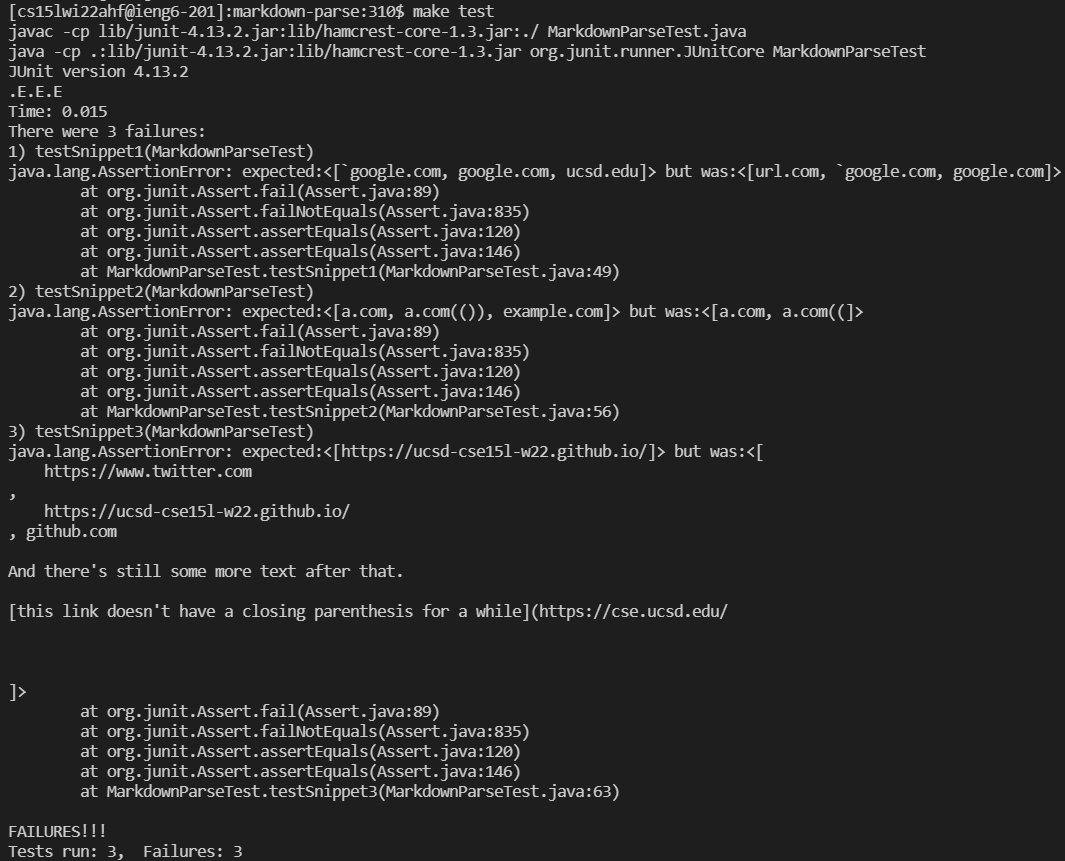 [cs15lwi22ahf@ieng6-201]:markdown-parse:310$ make test
javac -cp lib/junit-4.13.2.jar:lib/hamcrest-core-1.3.jar:./ MarkdownParseTest.java
java -cp .:lib/junit-4.13.2.jar:lib/hamcrest-core-1.3.jar org.junit.runner.JUnitCore MarkdownParseTest
JUnit version 4.13.2
.E.E.E
Time: 0.015
There were 3 failures:
1) testSnippet1(MarkdownParseTest)
java.lang.AssertionError: expected:<[`google.com, google.com, ucsd.edu]> but was:<[url.com, `google.com, google.com]>
        at org.junit.Assert.fail(Assert.java:89)
        at org.junit.Assert.failNotEquals(Assert.java:835)
        at org.junit.Assert.assertEquals(Assert.java:120)
        at org.junit.Assert.assertEquals(Assert.java:146)
        at MarkdownParseTest.testSnippet1(MarkdownParseTest.java:49)
2) testSnippet2(MarkdownParseTest)
java.lang.AssertionError: expected:<[a.com, a.com(()), example.com]> but was:<[a.com, a.com((]>
        at org.junit.Assert.fail(Assert.java:89)
        at org.junit.Assert.failNotEquals(Assert.java:835)
        at org.junit.Assert.assertEquals(Assert.java:120)
        at org.junit.Assert.assertEquals(Assert.java:146)
        at MarkdownParseTest.testSnippet2(MarkdownParseTest.java:56)
3) testSnippet3(MarkdownParseTest)
java.lang.AssertionError: expected:<[https://ucsd-cse15l-w22.github.io/]> but was:<[
    https://www.twitter.com
,
    https://ucsd-cse15l-w22.github.io/
, github.com

And there's still some more text after that.

[this link doesn't have a closing parenthesis for a while](https://cse.ucsd.edu/



]>
        at org.junit.Assert.fail(Assert.java:89)
        at org.junit.Assert.failNotEquals(Assert.java:835)
        at org.junit.Assert.assertEquals(Assert.java:120)
        at org.junit.Assert.assertEquals(Assert.java:146)
        at MarkdownParseTest.testSnippet3(MarkdownParseTest.java:63)

FAILURES!!!
Tests run: 3,  Failures: 3